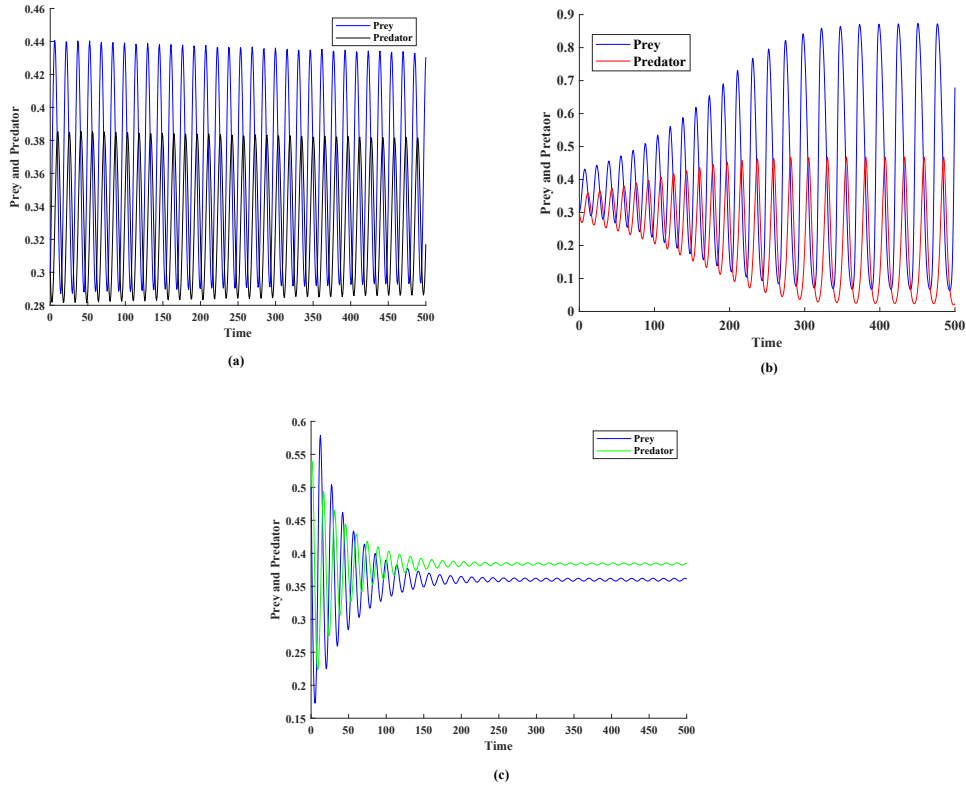 0.46
0.44
0.42
0.4
0.38
0.36
0.34
0.32
0.3
0.28
0 50 100 150 200 250 300 350 400 450 500
Prey and Predator
Time
Prey
Predator
(a)
0.9
0.8
0.7
0.6
0.5
0.4
0.3
0.2
0.1
0
0 100 200 300 400 500
Prey and Pretaor
Time
Prey
Predator
(b)
0.6
0.55
0.5
0.45
0.4
0.35
0.3
0.25
0.2
0.15
0 50 100 150 200 250 300 350 400 450 500
Prey and Predator
Time
Prey
Predator
(c)